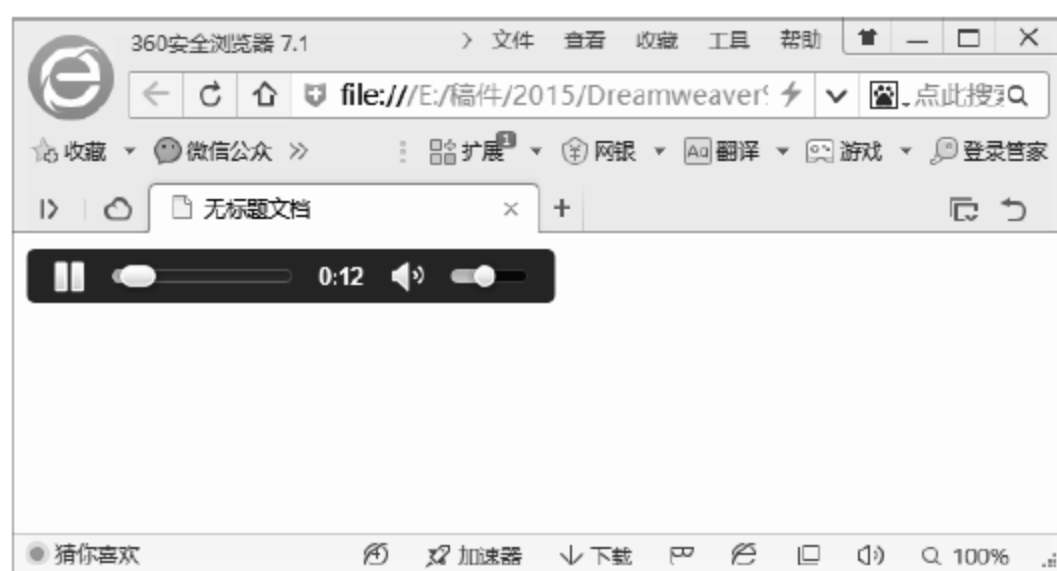 360安全浏览器 7.1 文件 查看 收藏 工具 帮助
file:///E:/稿件/2015/Dreamweaver 点此搜
收藏 微信公众 扩展 1 网银 Aa 翻译 游戏 登录管家
无标题文档
0:12
猜你喜欢 加速器 下载 100%